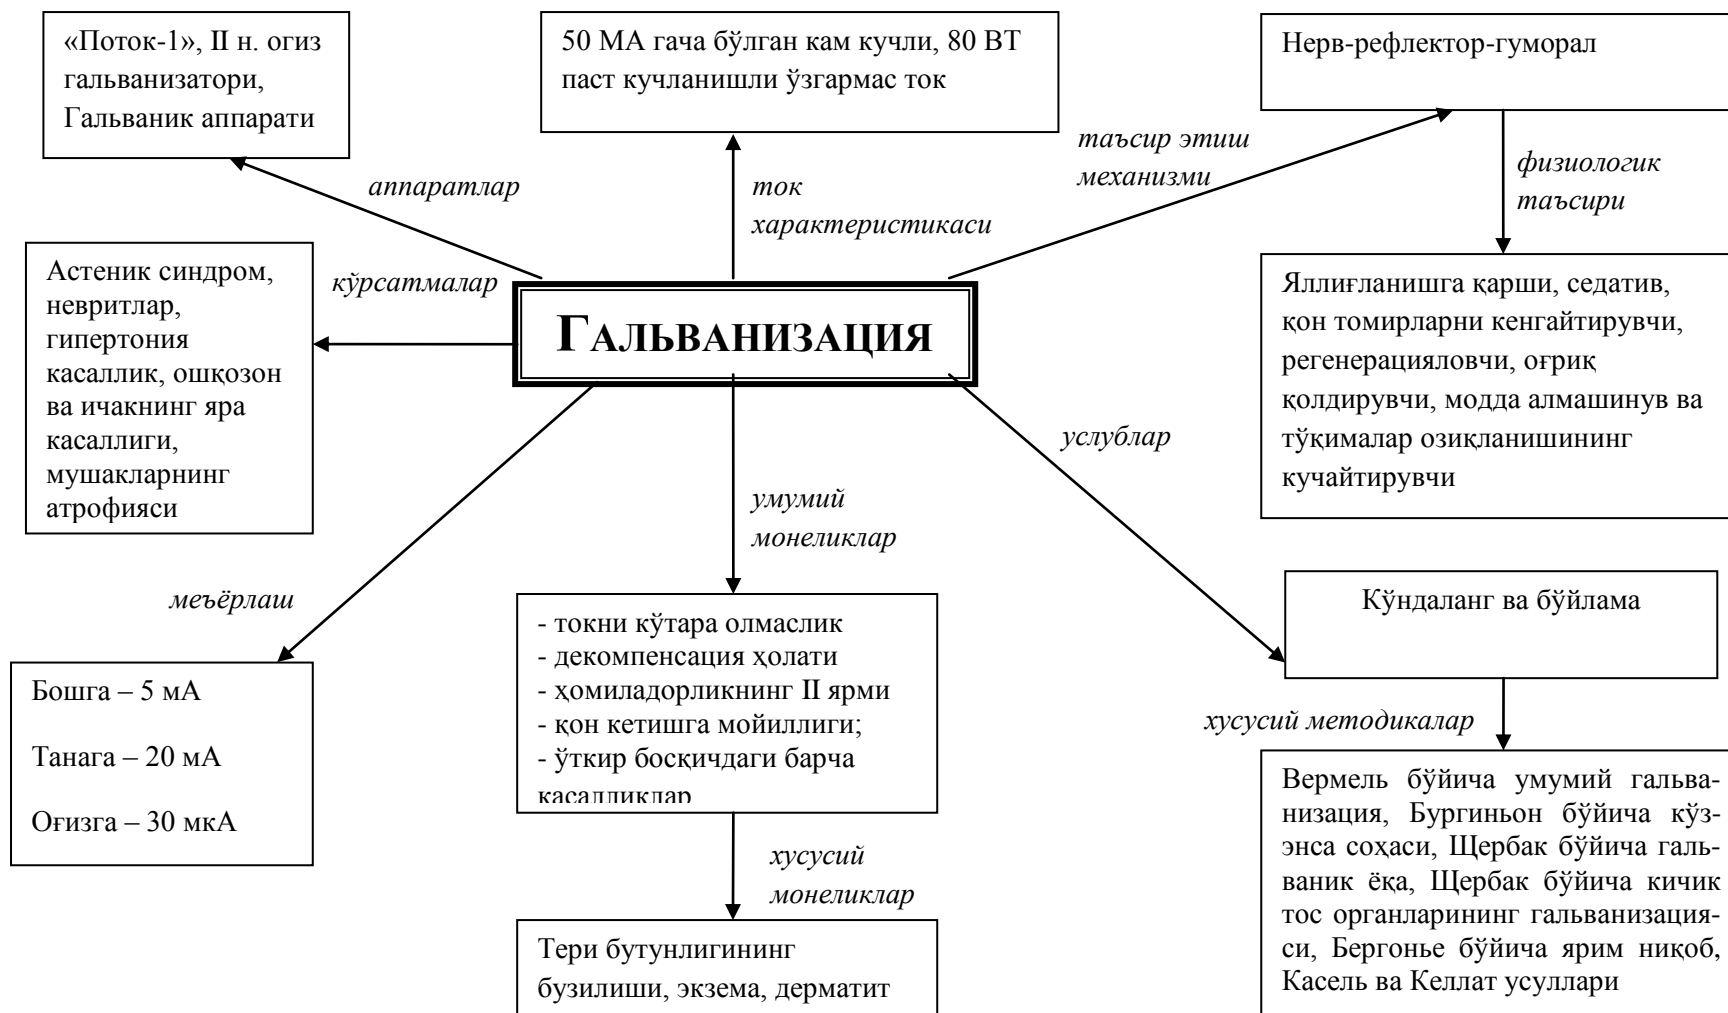 «Поток-1», II н. огиз
гальванизатори,
Гальваник аппарати
50 МА гача бўлган кам кучли, 80 ВТ
паст кучланишли ўзгармас ток
Нерв-рефлектор-гуморал
аппаратлар
ток
характеристикаси
таъсир этиш
механизми
физиологик
таъсири
Астеник синдром,
невритлар,
гипертония
касаллик, ошқозон
ва ичакнинг яра
касаллиги,
мушакларнинг
атрофияси
кўрсатмалар
ГАЛЬВАНИЗАЦИЯ
Яллиғланишга қарши, седатив,
қон томирларни кенгайтирувчи,
регенерацияловчи, оғриқ
қолдирувчи, модда алмашинув ва
тўқималар озиқланишининг
кучайтирувчи
услублар
умумий
монеликлар
меъёрлаш
Бошга – 5 мА
Танага – 20 мА
Оғизга – 30 мкА
- токни кўтара олмаслик
- декомпенсация ҳолати
- ҳомиладорликнинг II ярми
- қон кетишга мойиллиги;
- ўткир босқичдаги барча
касалликлар
Кўндаланг ва бўйлама
хусусий методикалар
хусусий
монеликлар
Тери бутунлигининг
бузилиши, экзема, дерматит
Вермель бўйича умумий гальва-
низация, Бургиньон бўйича кўз-
энса соҳаси, Щербак бўйича галь-
ваник ёқа, Щербак бўйича кичик
тос органларининг гальванизация-
си, Бергонье бўйича ярим ниқоб,
Касель ва Келлат усуллари